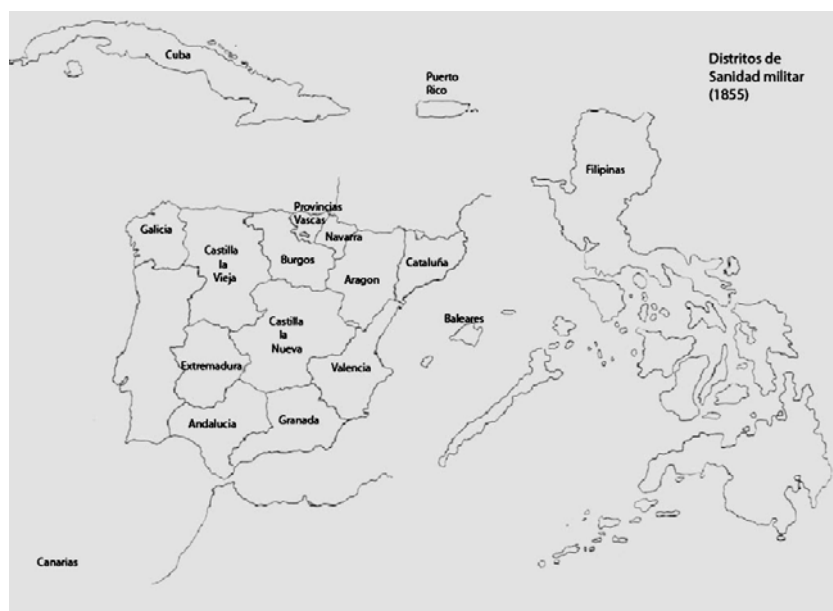 Cuba
Puerto
Rico
Distritos de
Sanidad militar
(1855)
Filipinas
Provincias
Vascas
Galicia
Navarra
Castilla
la
Vieja
Burgos
Cataluña
Aragon
Baleares
Castilla
la
Nueva
Extremadura
Valencia
Andalucía
Granada
Canarias